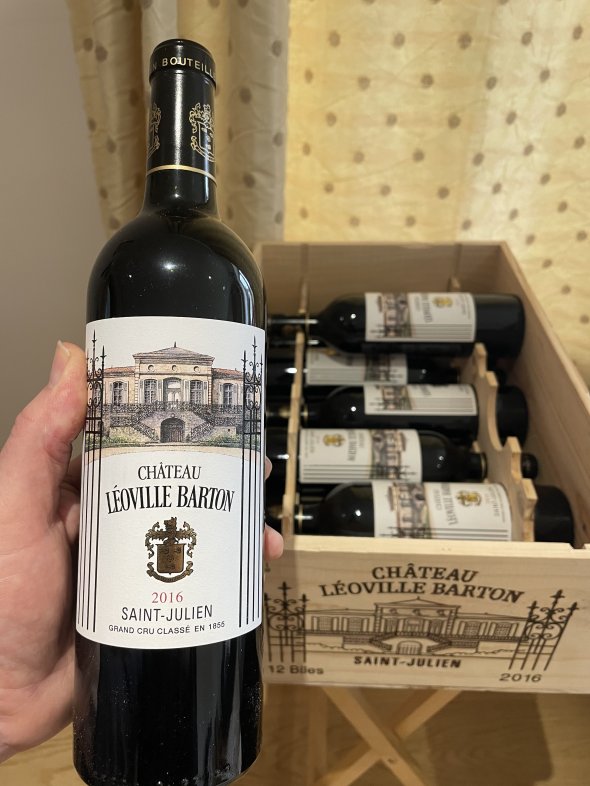 N BOUTEILL
CHÂTEAU
LÉOVILLE BARTON
2016
SAINT-JULIEN
GRAND CRU CLASSÉ EN 1855
CHÂTEAU
LÉOVILLE BARTON
SAINT-JULIEN
12 Blles
2016